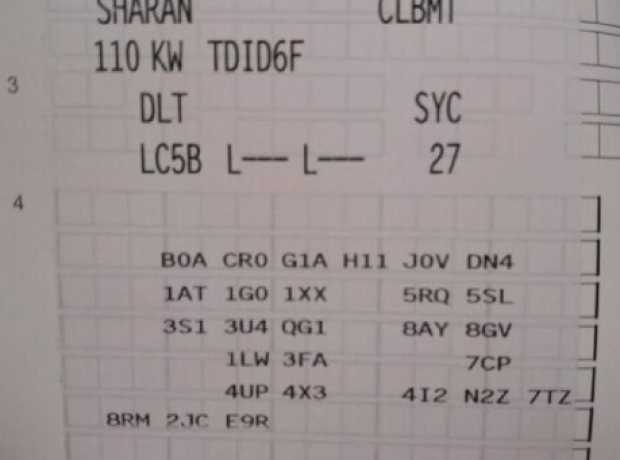 SHARAN CLBMT
110 KW TDID6F
3
DLT SYC
LC5B L--- L--- 27
4
B0A CR0 G1A H11 J0V DN4
1AT 1G0 1XX 5RQ 5SL
3S1 3U4 QG1 8AY 8GV
1LW 3FA 7CP
4UP 4X3 4I2 N2Z 7TZ
8RM 2JC E9R